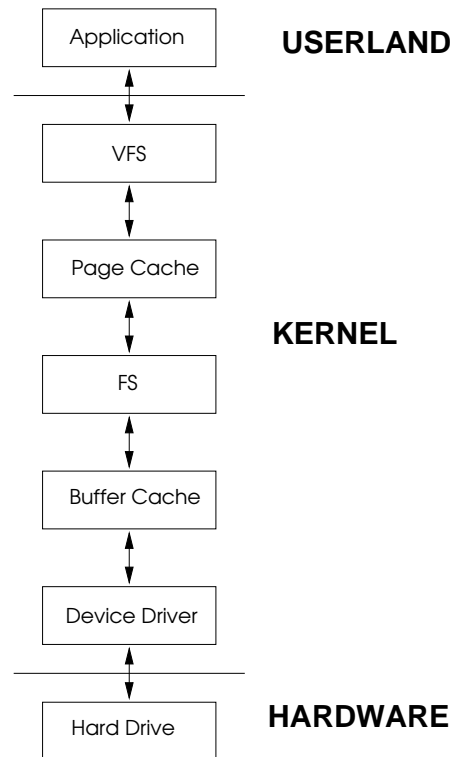 Application
USERLAND
VFS
Page Cache
KERNEL
FS
Buffer Cache
Device Driver
HARDWARE
Hard Drive